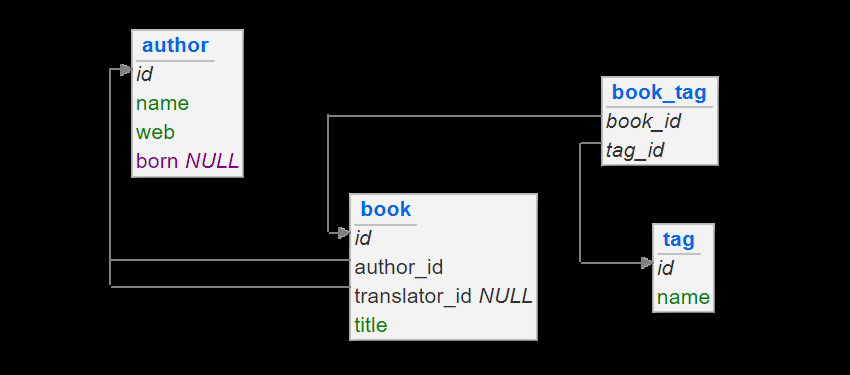 author
id
name
web
born NULL
book
id
author_id
translator_id NULL
title
book_tag
book_id
tag_id
tag
id
name